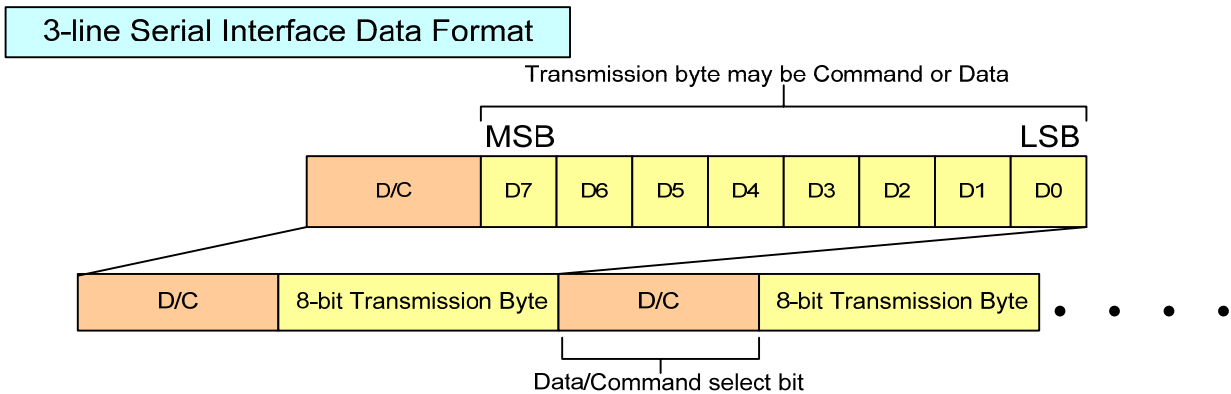 3-line Serial Interface Data Format
Transmission byte may be Command or Data
MSB LSB
D/C D7 D6 D5 D4 D3 D2 D1 D0
D/C 8-bit Transmission Byte D/C 8-bit Transmission Byte
Data/Command select bit